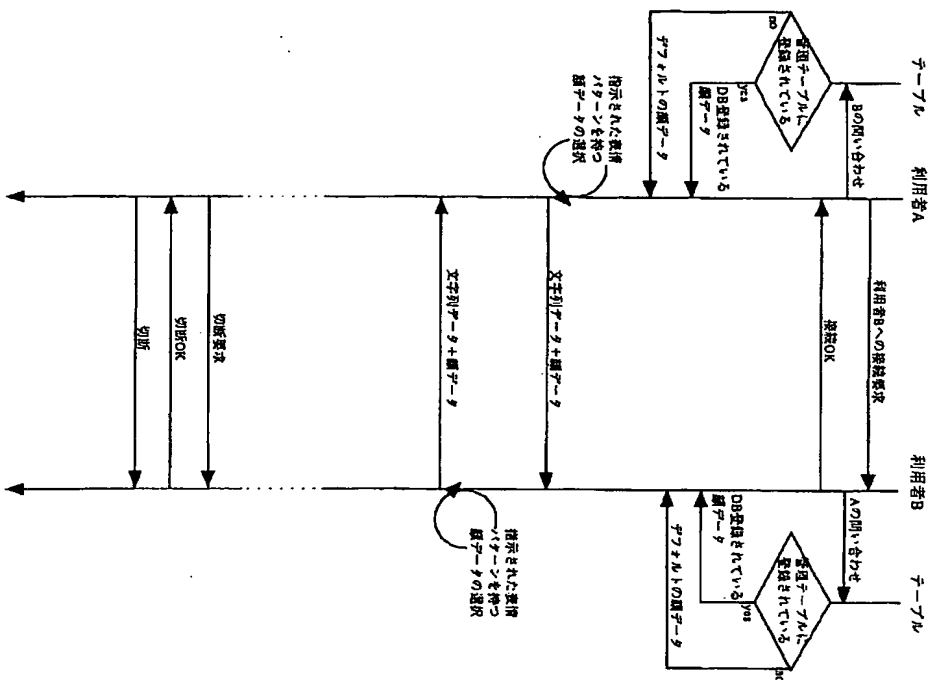 テーブル
利用者A
利用者B
テーブル
利用者Bへの接続要求
Bの問い合わせ
Aの問い合わせ
接続OK
管理テーブルに
登録されている
yes
no
DB登録されている
顔データ
デフォルトの顔データ
管理テーブルに
登録されている
yes
no
DB登録されている
顔データ
デフォルトの顔データ
指示された表情
パターンを持つ
顔データの選択
文字列データ+顔データ
指示された表情
パターンを持つ
顔データの選択
文字列データ+顔データ
切断要求
切断OK
切断